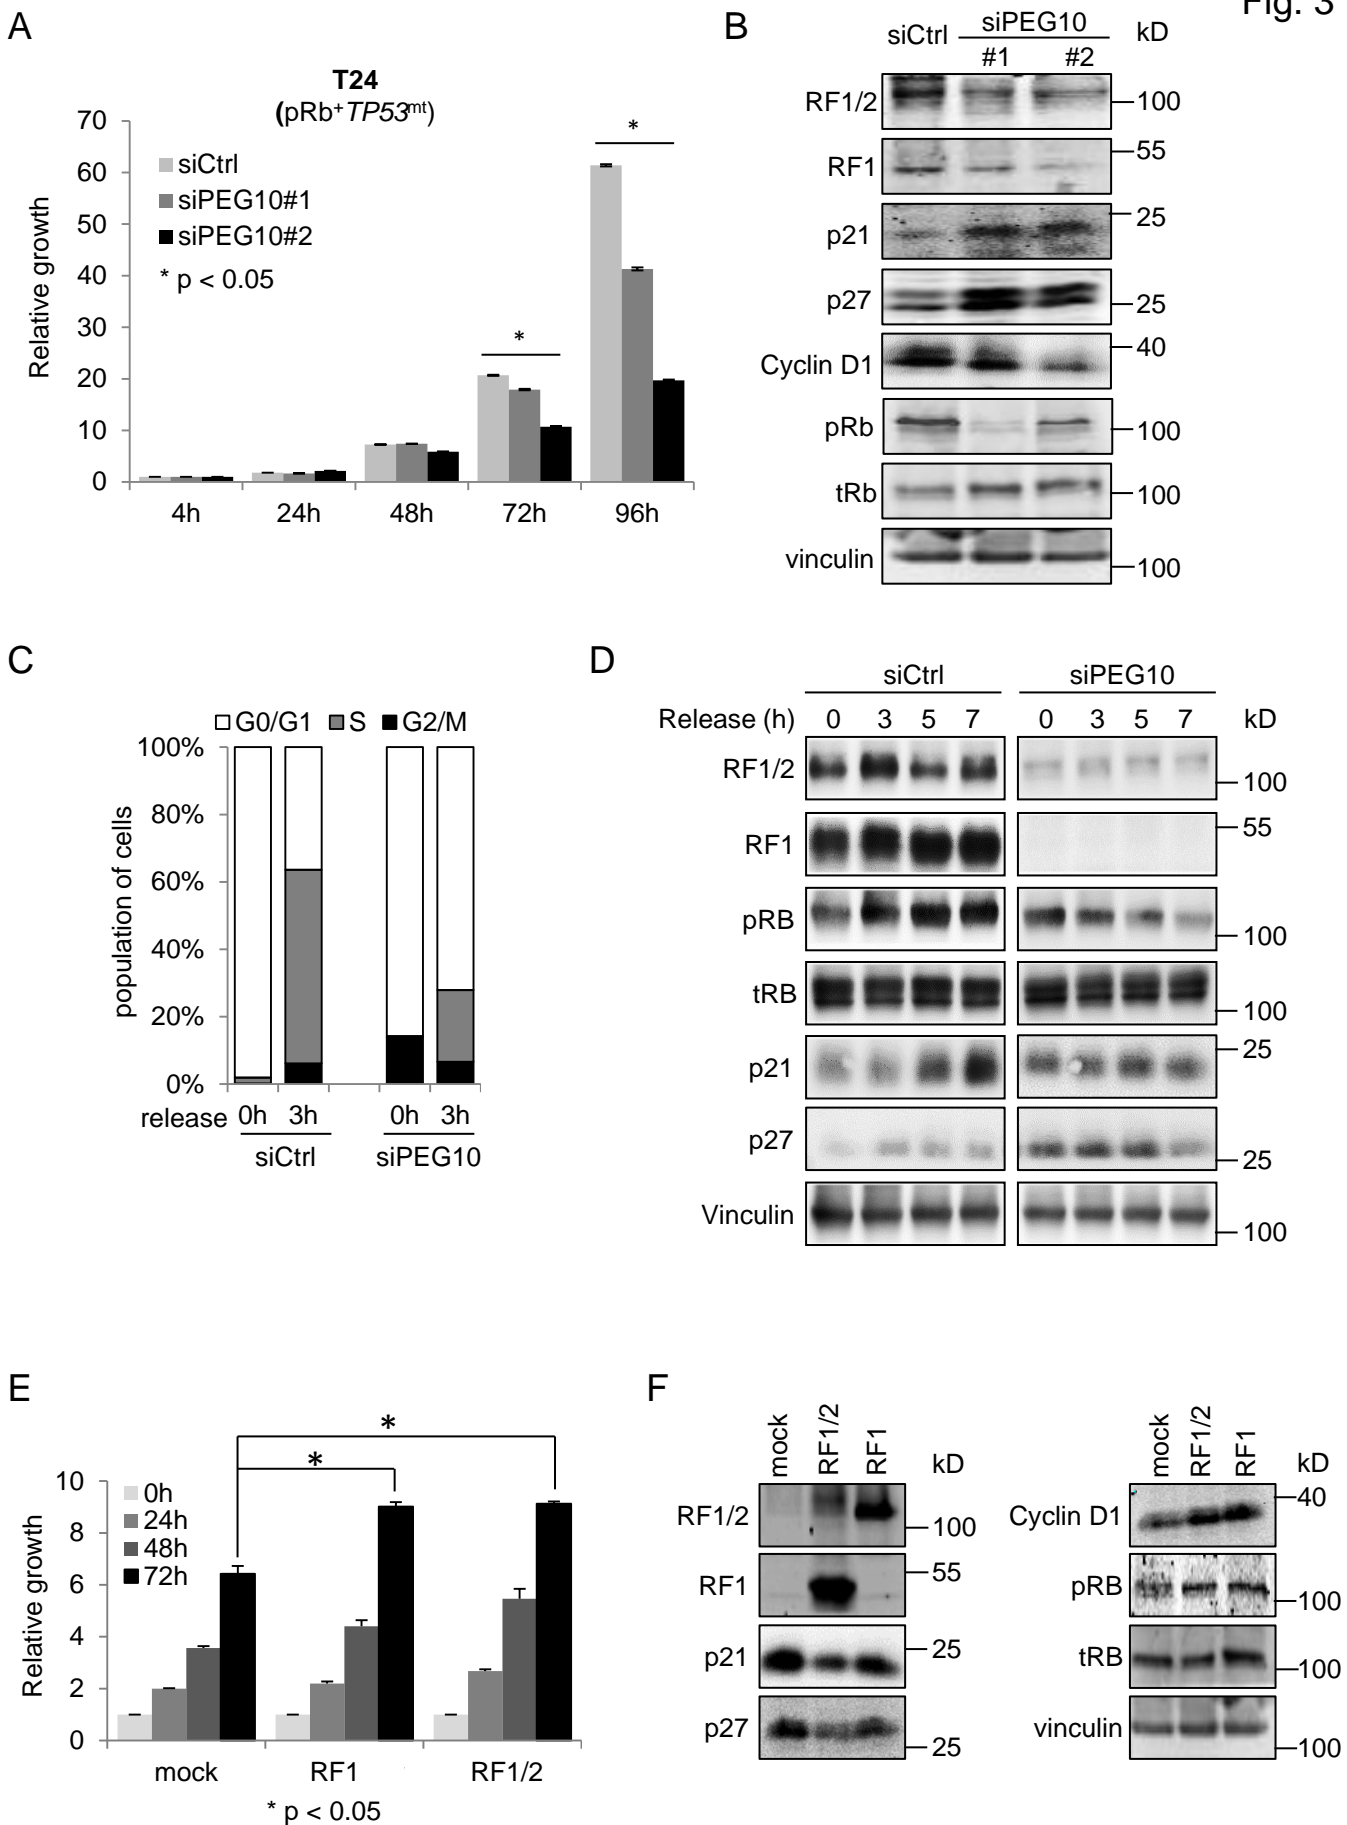 Fig. 3
A
T24
(pRb⁺TP53ᵐᵗ)
70
60
50
40
30
20
10
0
Relative growth
siCtrl
siPEG10#1
siPEG10#2
* p < 0.05
*
*
4h 24h 48h 72h 96h
B
siCtrl siPEG10 kD
#1 #2
RF1/2 100
RF1 55
p21 25
p27 25
Cyclin D1 40
pRb 100
tRb 100
vinculin 100
C
G0/G1 S G2/M
100%
80%
60%
40%
20%
0%
population of cells
release 0h 3h 0h 3h
siCtrl siPEG10
D
siCtrl siPEG10
Release (h) 0 3 5 7 0 3 5 7 kD
RF1/2 100
RF1 55
pRB 100
tRB 100
p21 25
p27 25
Vinculin 100
E
*
*
10
8
6
4
2
0
Relative growth
0h
24h
48h
72h
mock RF1 RF1/2
* p < 0.05
F
mock RF1/2 RF1 kD
RF1/2 100
RF1 55
p21 25
p27 25
mock RF1/2 RF1 kD
Cyclin D1 40
pRB 100
tRB 100
vinculin 100